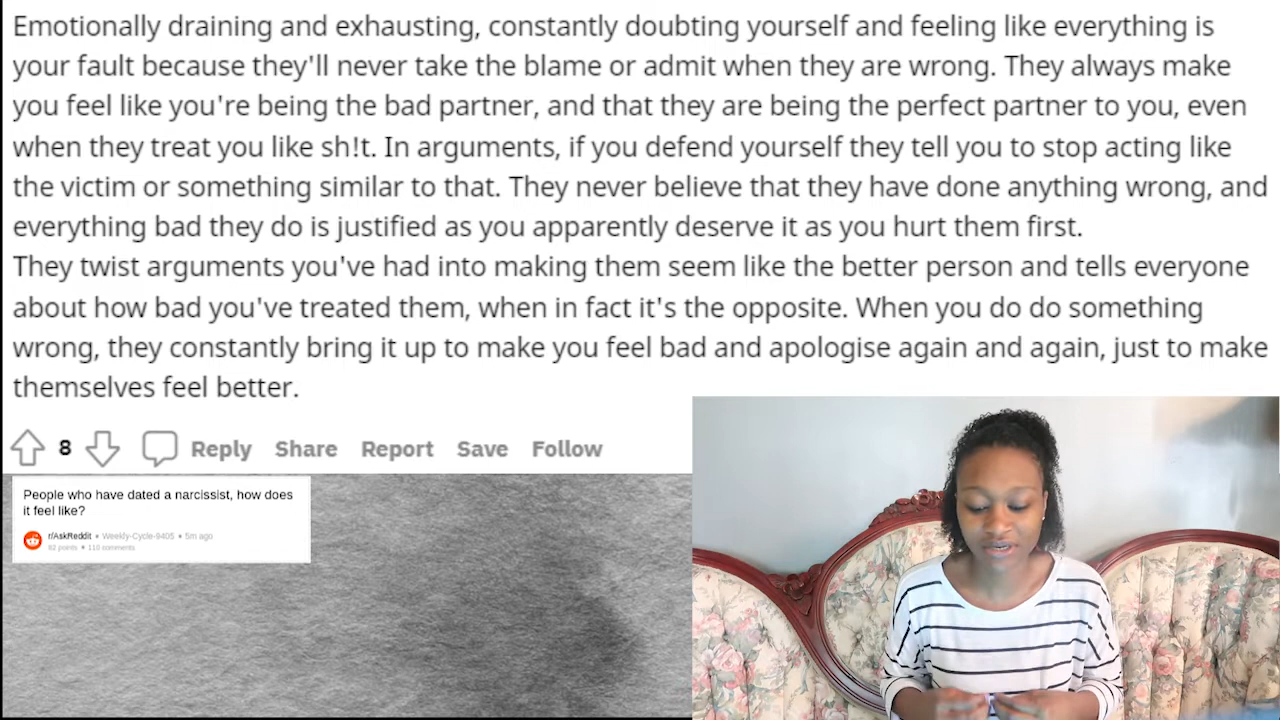 Emotionally draining and exhausting, constantly doubting yourself and feeling like everything is
your fault because they'll never take the blame or admit when they are wrong. They always make
you feel like you're being the bad partner, and that they are being the perfect partner to you, even
when they treat you like sh!t. In arguments, if you defend yourself they tell you to stop acting like
the victim or something similar to that. They never believe that they have done anything wrong, and
everything bad they do is justified as you apparently deserve it as you hurt them first.
They twist arguments you've had into making them seem like the better person and tells everyone
about how bad you've treated them, when in fact it's the opposite. When you do do something
wrong, they constantly bring it up to make you feel bad and apologise again and again, just to make
themselves feel better.
8 Reply Share Report Save Follow
People who have dated a narcissist, how does
it feel like?
r/AskReddit • Weekly-Cycle-9405 • 5m ago
92 points • 110 comments